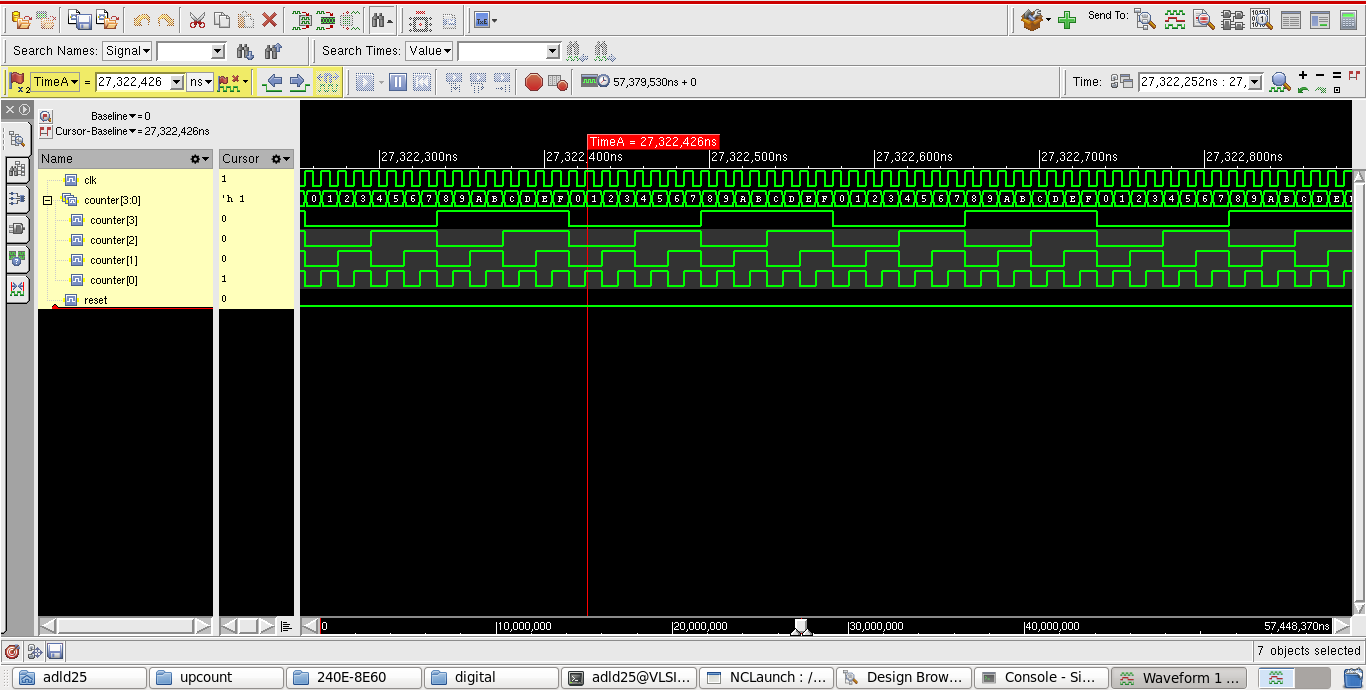 Send To:
Search Names: Signal Search Times: Value
TimeA = 27,322,426 ns 57,379,530ns + 0 Time: 27,322,252ns : 27,
Baseline = 0
Cursor-Baseline = 27,322,426ns
TimeA = 27,322,426ns
Name Cursor 27,322,300ns 27,322,400ns 27,322,500ns 27,322,600ns 27,322,700ns 27,322,800ns
clk 1
counter[3:0] 'h 1 0 1 2 3 4 5 6 7 8 9 A B C D E F 0 1 2 3 4 5 6 7 8 9 A B C D E F 0 1 2 3 4 5 6 7 8 9 A B C D E F 0 1 2 3 4 5 6 7 8 9 A B C D E
counter[3] 0
counter[2] 0
counter[1] 0
counter[0] 1
reset 0
0 10,000,000 20,000,000 30,000,000 40,000,000 57,448,370ns
7 objects selected
adld25 upcount 240E-8E60 digital adld25@VLSI... NCLaunch : /... Design Brow... Console - Si... Waveform 1 ...